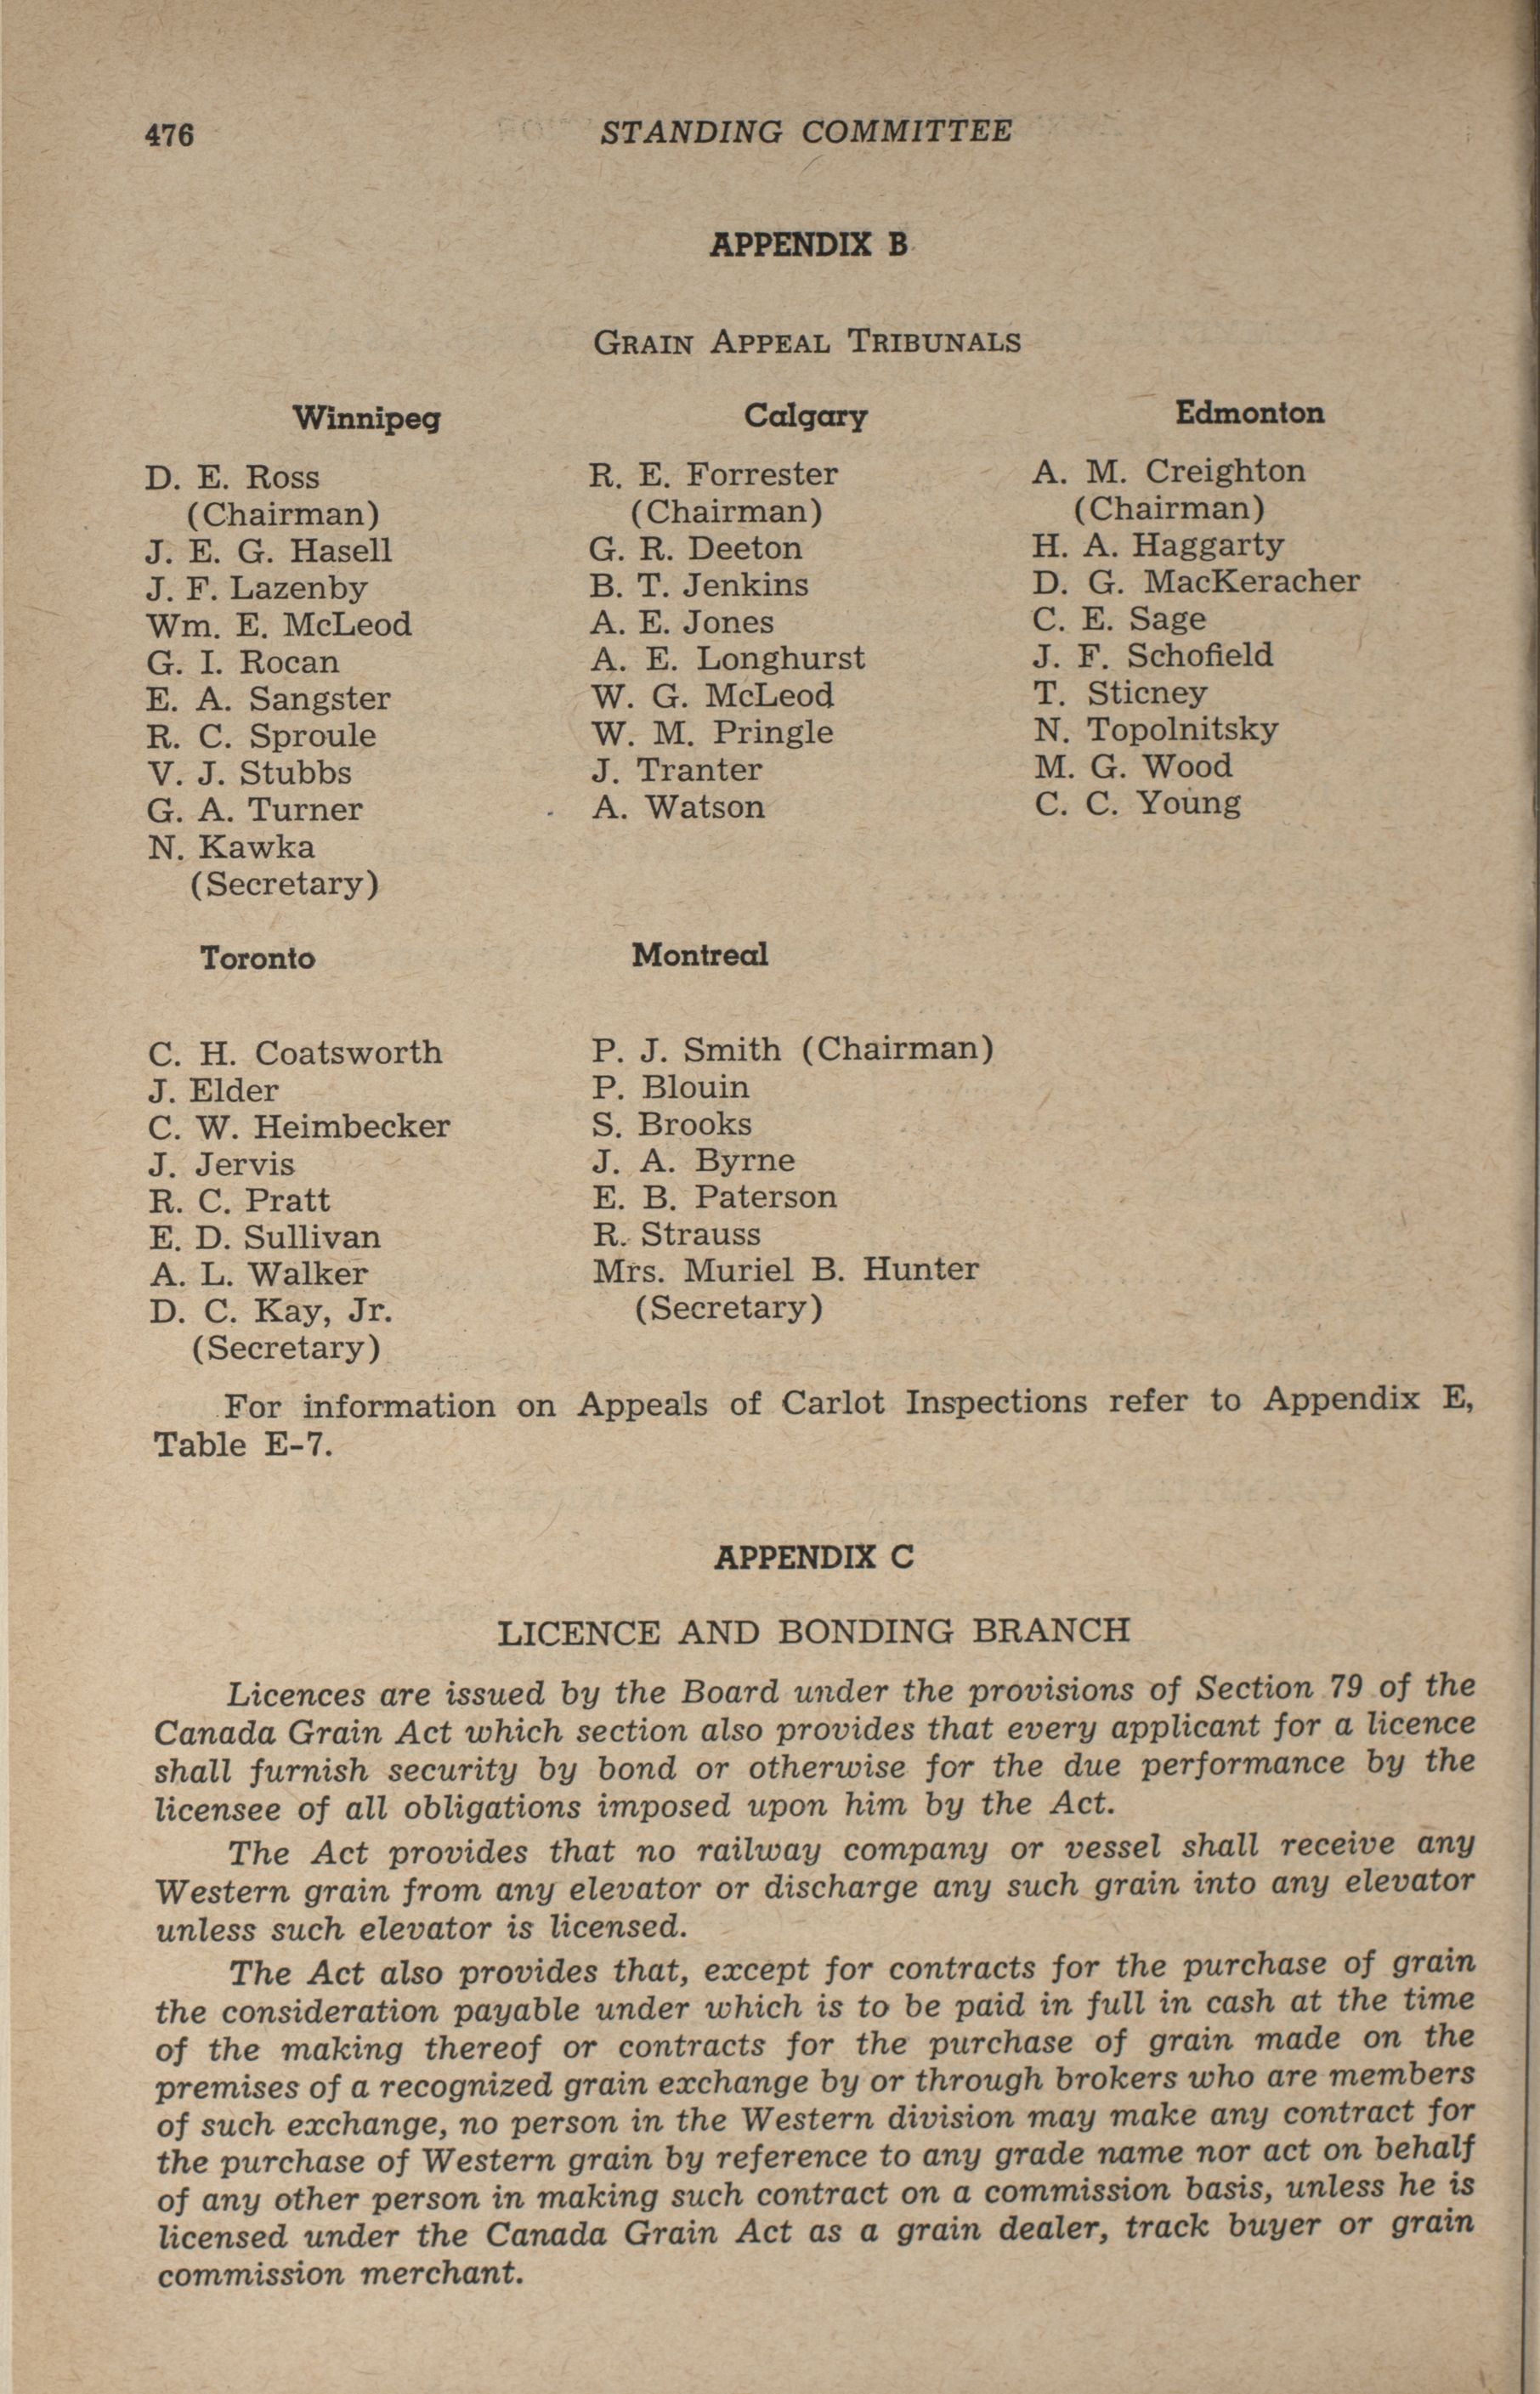 476
STANDING COMMITTEE
APPENDIX B
GRAIN APPEAL TRIBUNALS
Winnipeg
D. E. Ross
(Chairman)
J. E. G. Hasell
J. F. Lazenby
Wm. E. McLeod
G. I. Rocan
E. A. Sangster
R. C. Sproule
V. J. Stubbs
G. A. Turner
N. Kawka
(Secretary)
Calgary
R. E. Forrester
(Chairman)
G. R. Deeton
B. T. Jenkins
A. E. Jones
A. E. Longhurst
W. G. McLeod
W. M. Pringle
J. Tranter
A. Watson
Edmonton
A. M. Creighton
(Chairman)
H. A. Haggarty
D. G. MacKeracher
C. E. Sage
J. F. Schofield
T. Sticney
N. Topolnitsky
M. G. Wood
C. C. Young
Toronto
C. H. Coatsworth
J. Elder
C. W. Heimbecker
J. Jervis
R. C. Pratt
E. D. Sullivan
A. L. Walker
D. C. Kay, Jr.
(Secretary)
Montreal
P. J. Smith (Chairman)
P. Blouin
S. Brooks
J. A. Byrne
E. B. Paterson
R. Strauss
Mrs. Muriel B. Hunter
(Secretary)
For information on Appeals of Carlot Inspections refer to Appendix E,
Table E-7.
APPENDIX C
LICENCE AND BONDING BRANCH
Licences are issued by the Board under the provisions of Section 79 of the
Canada Grain Act which section also provides that every applicant for a licence
shall furnish security by bond or otherwise for the due performance by the
licensee of all obligations imposed upon him by the Act.
The Act provides that no railway company or vessel shall receive any
Western grain from any elevator or discharge any such grain into any elevator
unless such elevator is licensed.
The Act also provides that, except for contracts for the purchase of grain
the consideration payable under which is to be paid in full in cash at the time
of the making thereof or contracts for the purchase of grain made on the
premises of a recognized grain exchange by or through brokers who are members
of such exchange, no person in the Western division may make any contract for
the purchase of Western grain by reference to any grade name nor act on behalf
of any other person in making such contract on a commission basis, unless he is
licensed under the Canada Grain Act as a grain dealer, track buyer or grain
commission merchant.